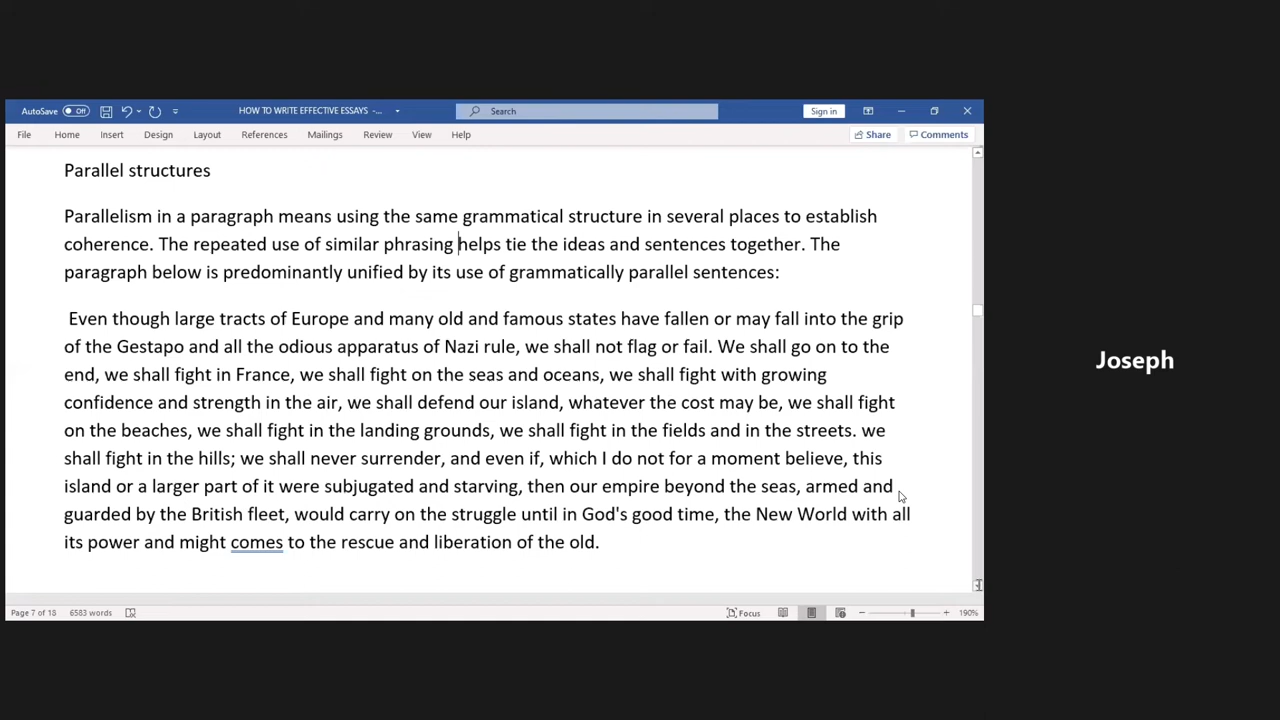 AutoSave Off HOW TO WRITE EFFECTIVE ESSAYS -... Search Sign in
File Home Insert Design Layout References Mailings Review View Help Share Comments
Parallel structures
Parallelism in a paragraph means using the same grammatical structure in several places to establish
coherence. The repeated use of similar phrasing helps tie the ideas and sentences together. The
paragraph below is predominantly unified by its use of grammatically parallel sentences:
Even though large tracts of Europe and many old and famous states have fallen or may fall into the grip
of the Gestapo and all the odious apparatus of Nazi rule, we shall not flag or fail. We shall go on to the
end, we shall fight in France, we shall fight on the seas and oceans, we shall fight with growing
confidence and strength in the air, we shall defend our island, whatever the cost may be, we shall fight
on the beaches, we shall fight in the landing grounds, we shall fight in the fields and in the streets. we
shall fight in the hills; we shall never surrender, and even if, which I do not for a moment believe, this
island or a larger part of it were subjugated and starving, then our empire beyond the seas, armed and
guarded by the British fleet, would carry on the struggle until in God's good time, the New World with all
its power and might comes to the rescue and liberation of the old.
Page 7 of 18 6583 words Focus 190%
Joseph